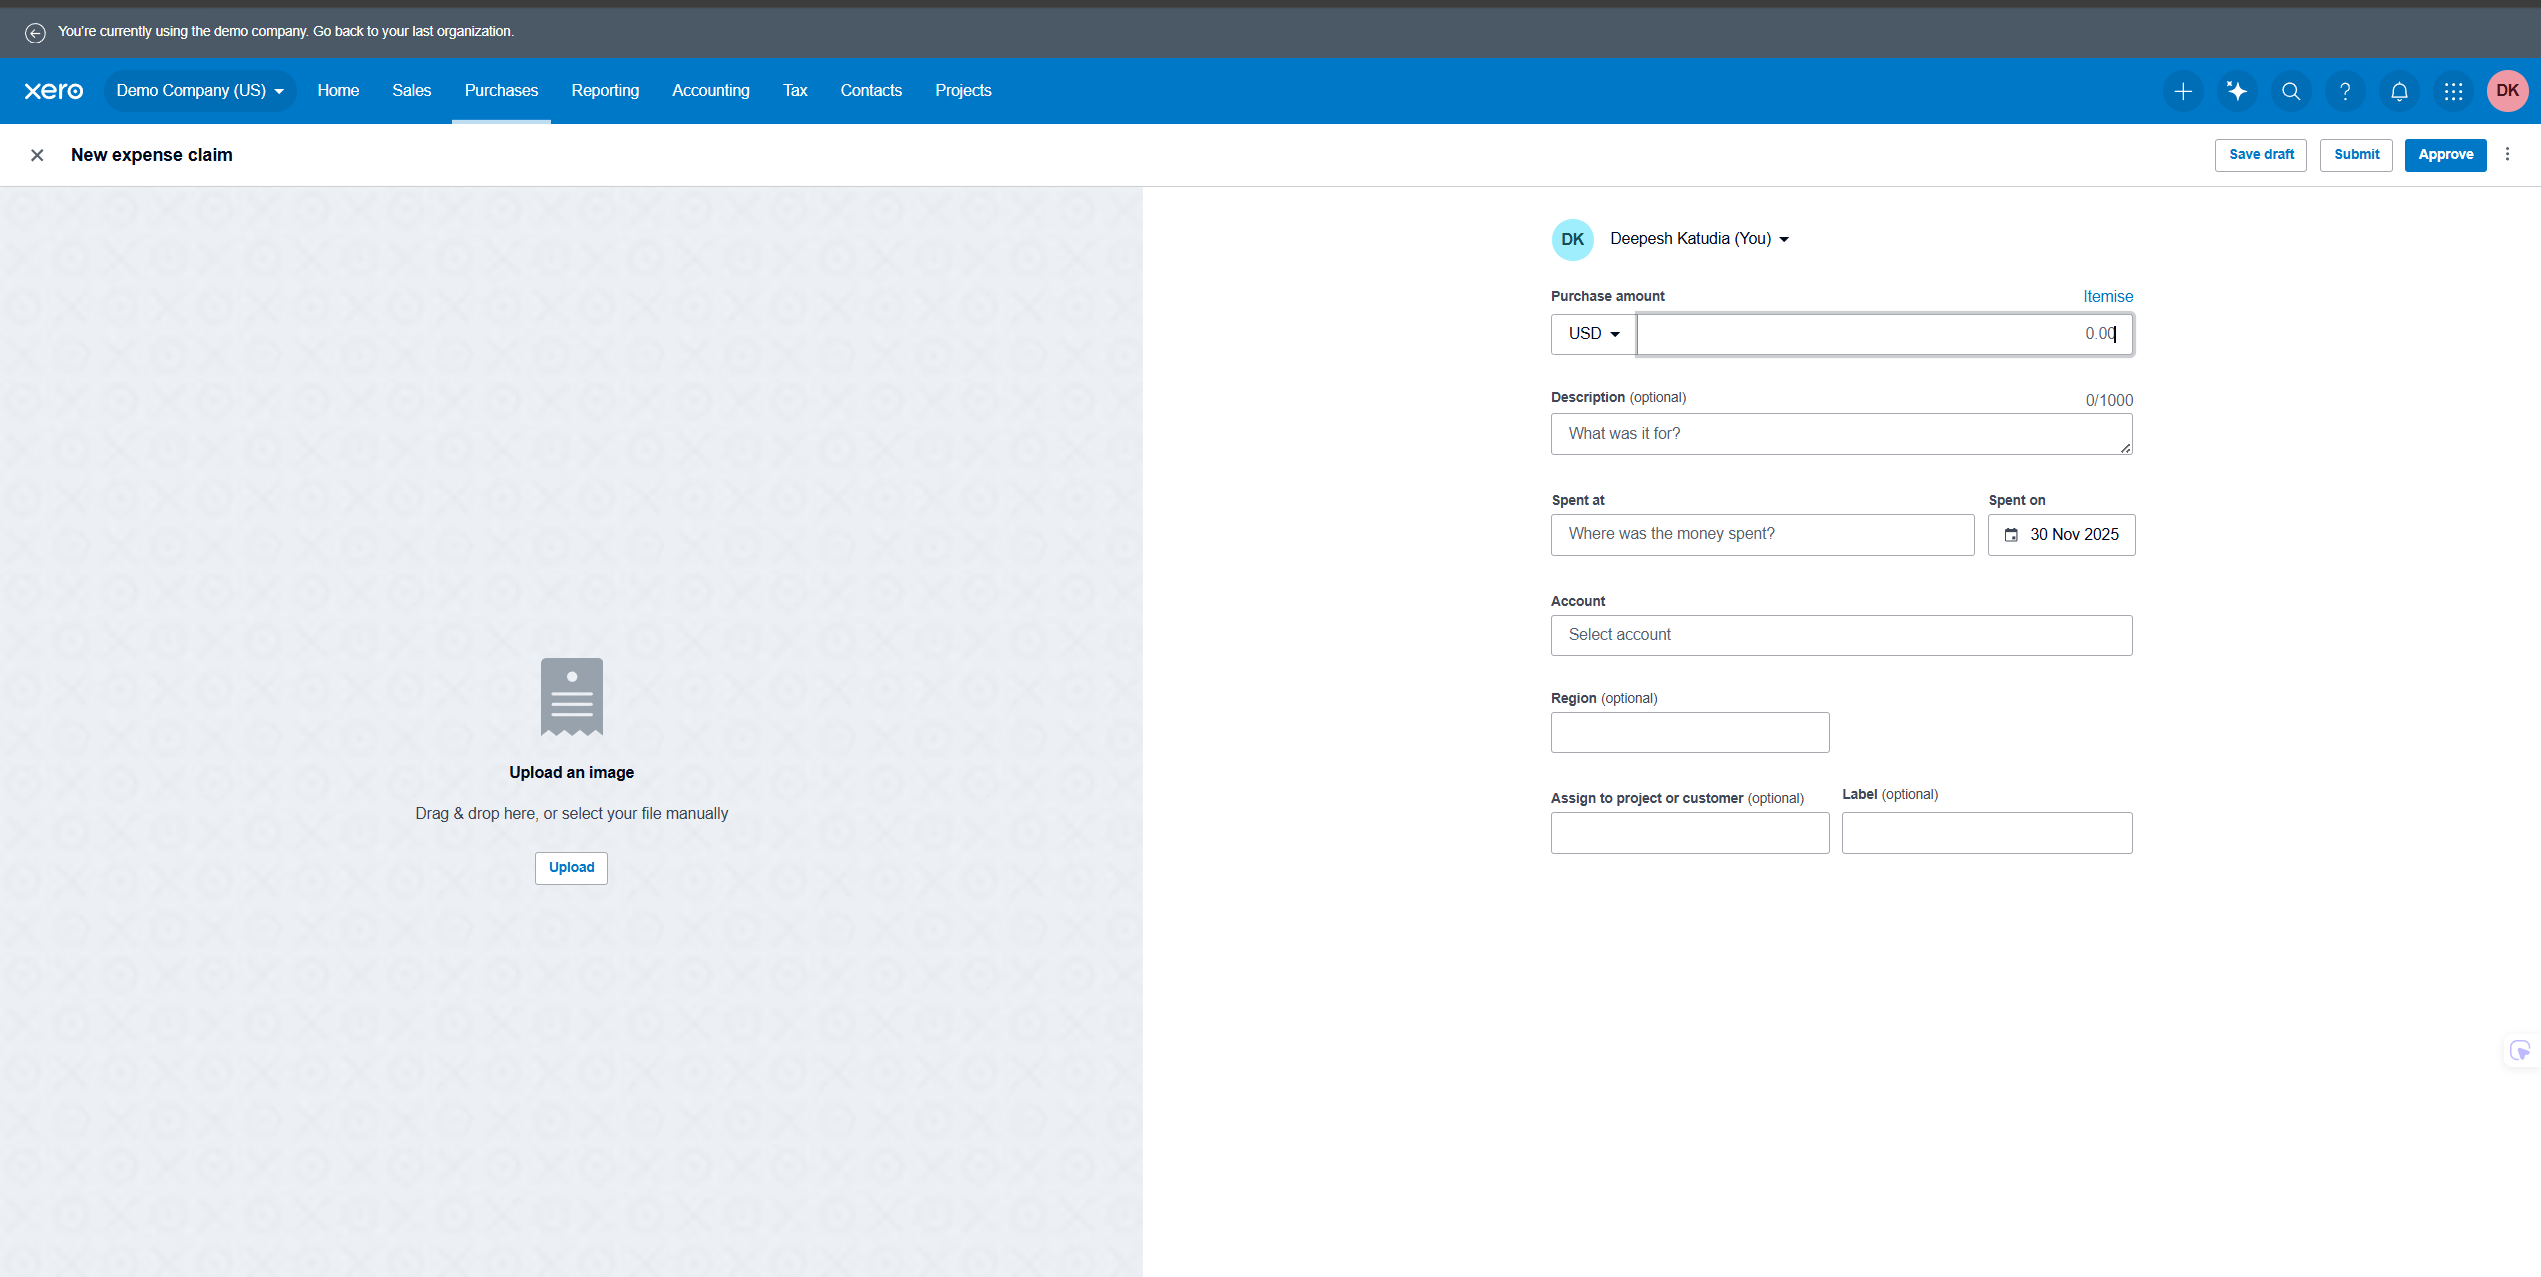 You're currently using the demo company. Go back to your last organization.
xero Demo Company (US) Home Sales Purchases Reporting Accounting Tax Contacts Projects ? DK
New expense claim Save draft Submit Approve
DK Deepesh Katudia (You)
Purchase amount Itemise
USD 0.00
Description (optional) 0/1000
What was it for?
Spent at Spent on
Where was the money spent? 30 Nov 2025
Account
Select account
Region (optional)
Assign to project or customer (optional) Label (optional)
Upload an image
Drag & drop here, or select your file manually
Upload